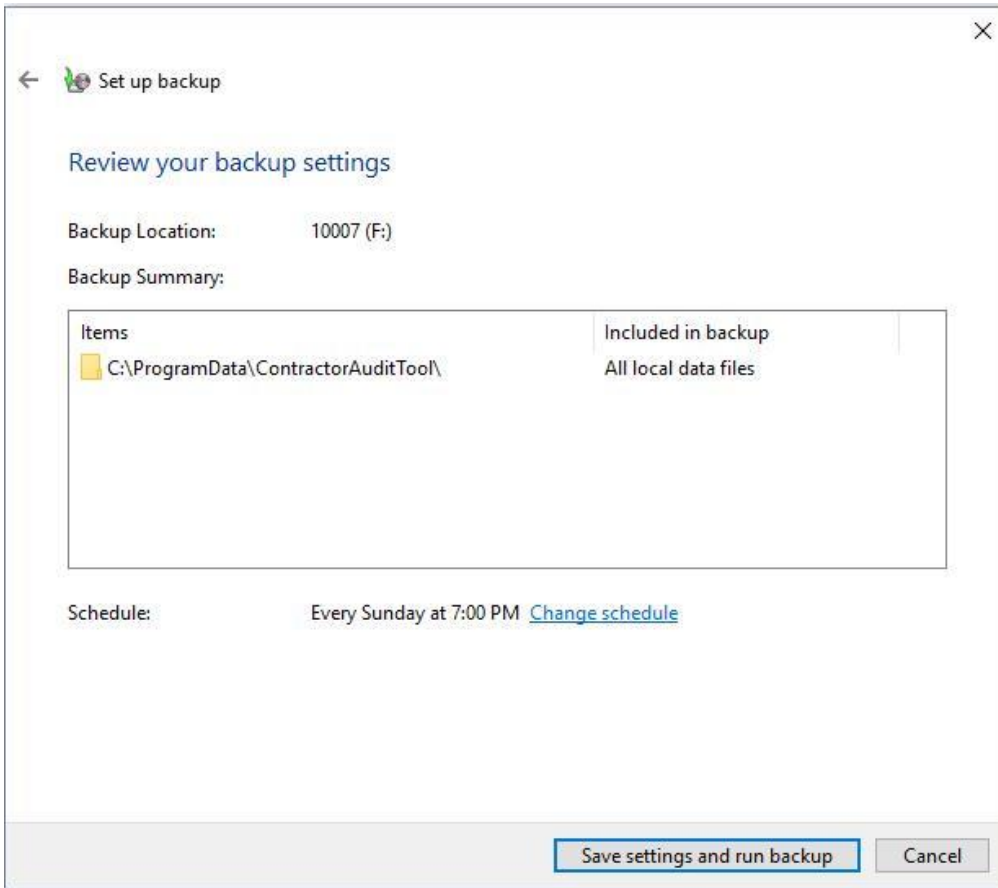 Set up backup
Review your backup settings
Backup Location: 10007 (F:)
Backup Summary:
Items Included in backup
C:\ProgramData\ContractorAuditTool\ All local data files
Schedule: Every Sunday at 7:00 PM Change schedule
Save settings and run backup Cancel